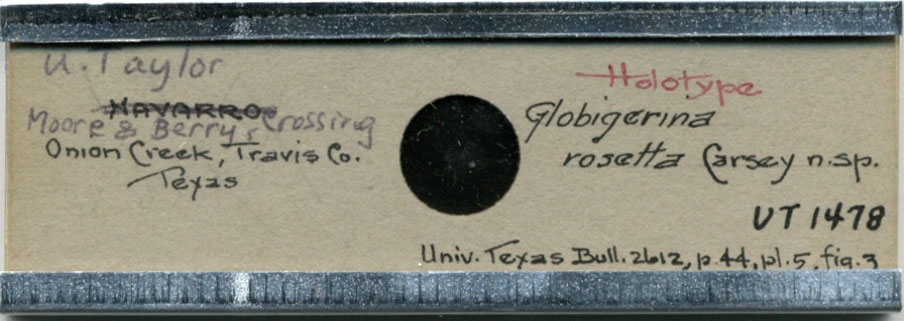 U. Taylor
NAVARRO
Moore & Berry's Crossing
Onion Creek, Travis Co.
Texas
Holotype
Globigerina
rosetta Carsey n.sp.
UT 1478
Univ. Texas Bull. 2612, p.44, pl.5, fig.3